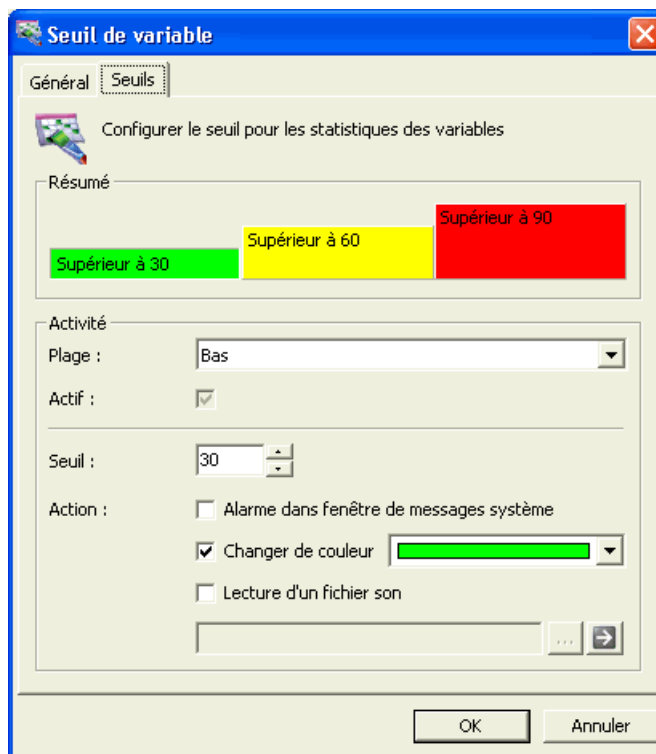 Seuil de variable
Général
Seuils
Configurer le seuil pour les statistiques des variables
Résumé
Supérieur à 30
Supérieur à 60
Supérieur à 90
Activité
Plage :
Bas
Actif :
Seuil :
30
Action :
Alarme dans fenêtre de messages système
Changer de couleur
Lecture d'un fichier son
...
OK
Annuler